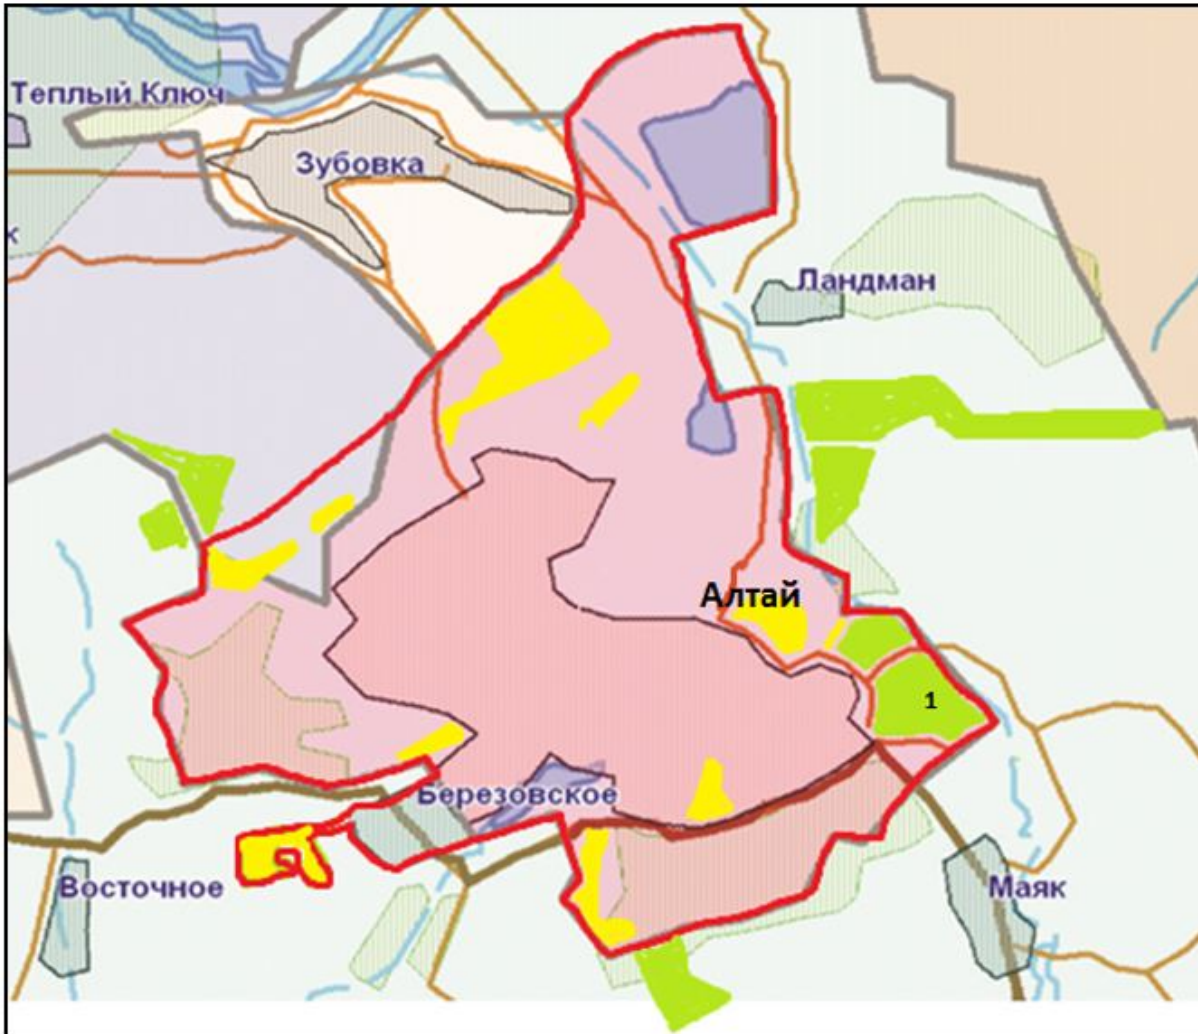 Теплый Ключ
Зубовка
к
Ландман
Алтай
1
Березовское
Восточное
Маяк